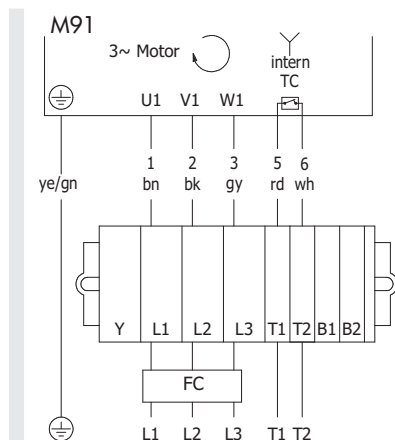 M91
3~ Motor
intern
TC
U1 V1 W1
1 2 3 5 6
ye/gn bn bk gy rd wh
Y L1 L2 L3 T1 T2 B1 B2
FC
L1 L2 L3 T1 T2